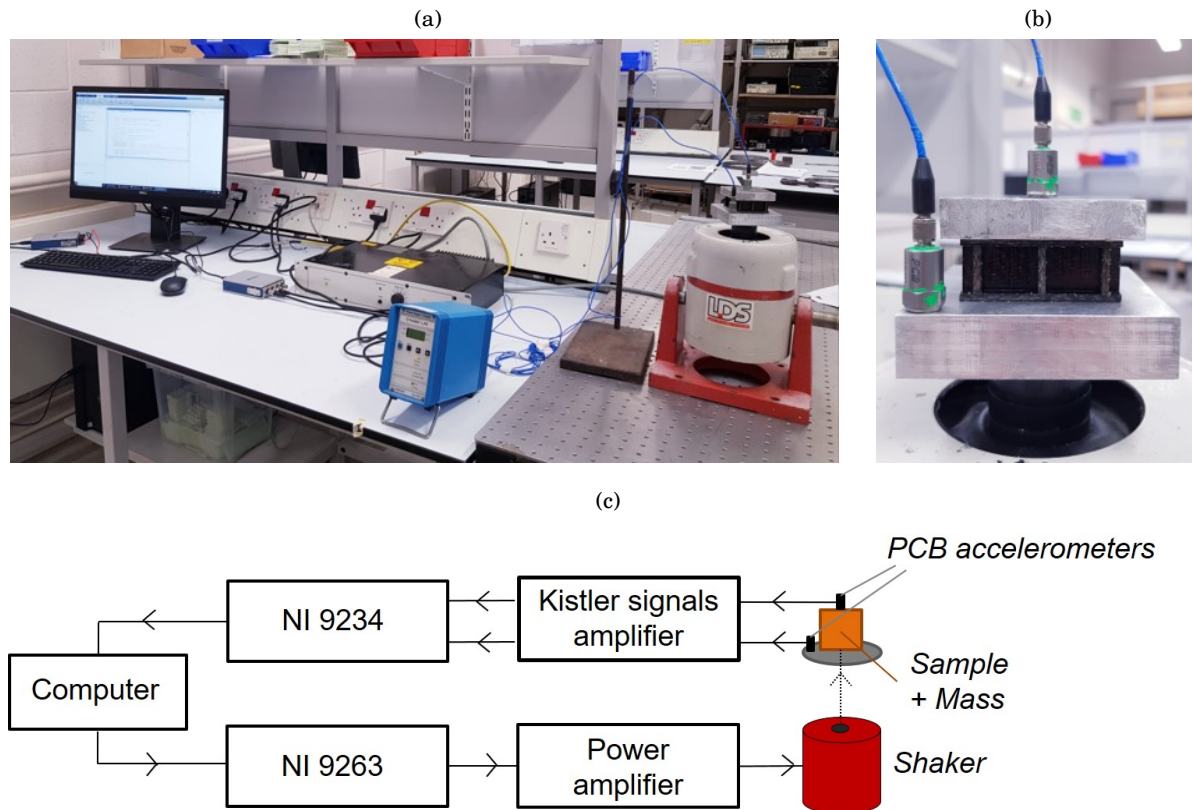 (a)
(b)
LDS
(c)
PCB accelerometers
NI 9234
Kistler signals
amplifier
Computer
Sample
+ Mass
NI 9263
Power
amplifier
Shaker